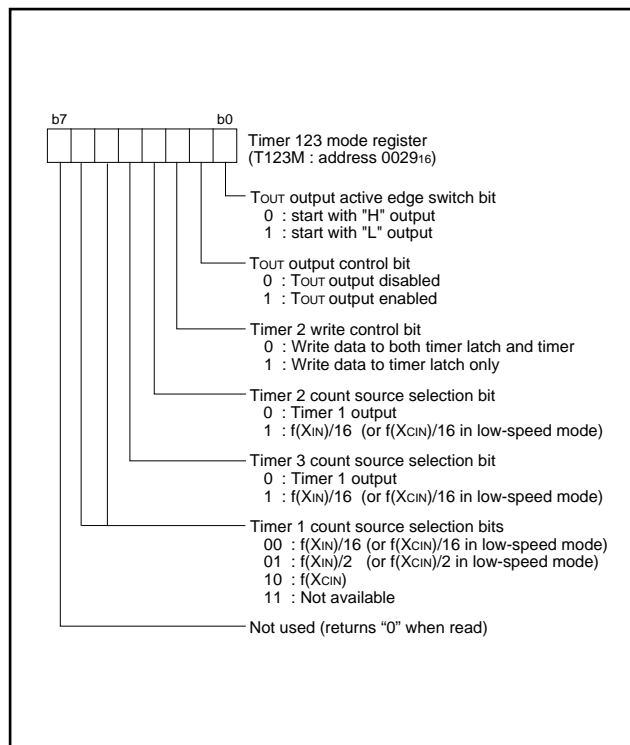 b7 b0
Timer 123 mode register
(T123M : address 002916)
TOUT output active edge switch bit
0 : start with "H" output
1 : start with "L" output
TOUT output control bit
0 : TOUT output disabled
1 : TOUT output enabled
Timer 2 write control bit
0 : Write data to both timer latch and timer
1 : Write data to timer latch only
Timer 2 count source selection bit
0 : Timer 1 output
1 : f(XIN)/16 (or f(XCIN)/16 in low-speed mode)
Timer 3 count source selection bit
0 : Timer 1 output
1 : f(XIN)/16 (or f(XCIN)/16 in low-speed mode)
Timer 1 count source selection bits
00 : f(XIN)/16 (or f(XCIN)/16 in low-speed mode)
01 : f(XIN)/2 (or f(XCIN)/2 in low-speed mode)
10 : f(XCIN)
11 : Not available
Not used (returns “0” when read)